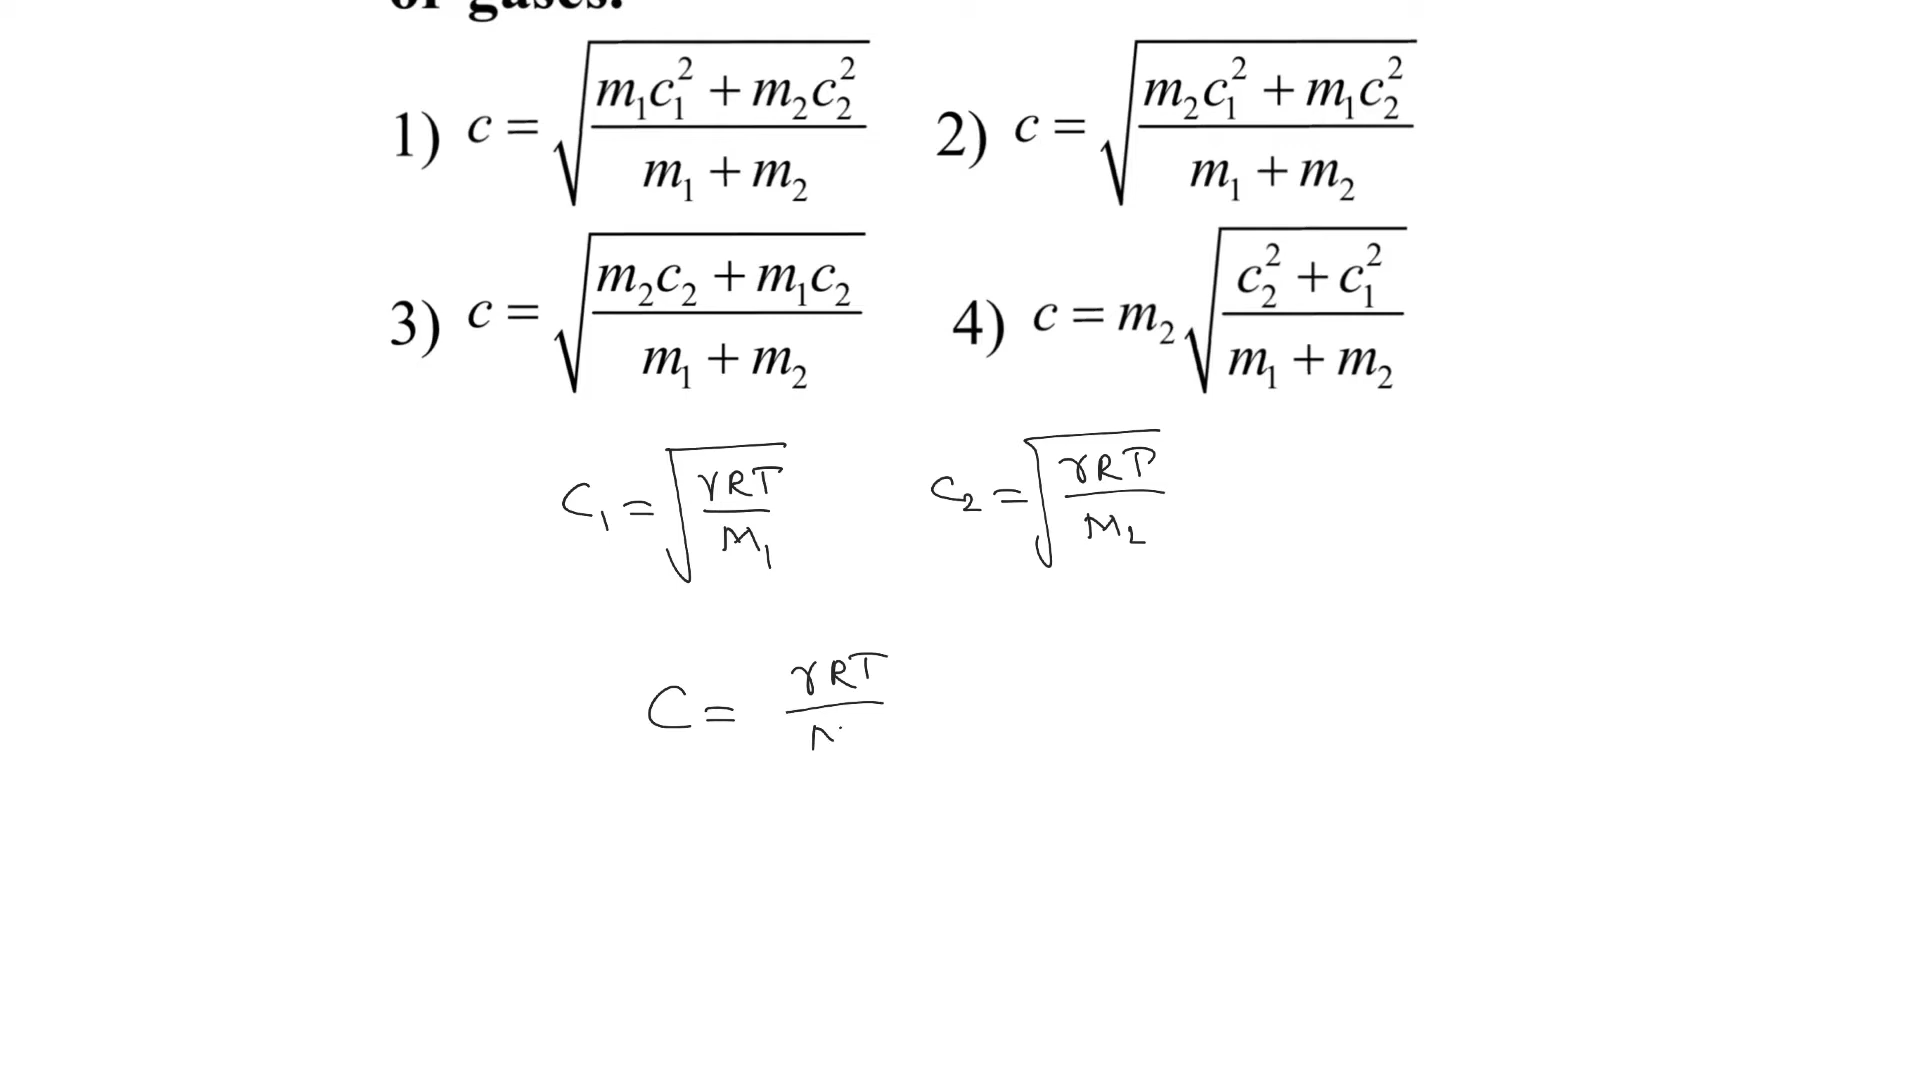 of gases.
1) c = √((m₁c₁² + m₂c₂²)/(m₁ + m₂)) 2) c = √((m₂c₁² + m₁c₂²)/(m₁ + m₂))
3) c = √((m₂c₂ + m₁c₂)/(m₁ + m₂)) 4) c = m₂√((c₂² + c₁²)/(m₁ + m₂))
C₁ = √(γRT/M₁) C₂ = √(γRT/M₂)
C = γRT/